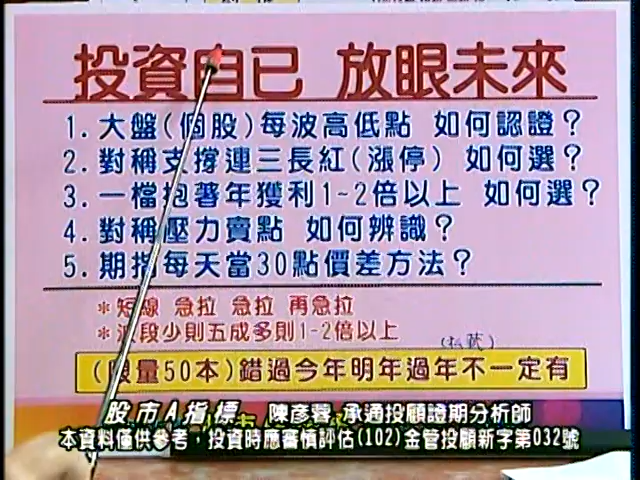 投資自己 放眼未來
1. 大盤(個股)每波高低點 如何認證？
2. 對稱支撐連三長紅(漲停) 如何選？
3. 一檔抱著年獲利1~2倍以上 如何選？
4. 對稱壓力賣點 如何辨識？
5. 期指每天當30點價差方法？
*短線 急拉 急拉 再急拉
*波段少則五成多則1-2倍以上
(限量50本)錯過今年明年過年不一定有
股市A指標 陳彥蓉 承通投顧證期分析師
本資料僅供參考，投資時應審慎評估(102)金管投顧新字第032號